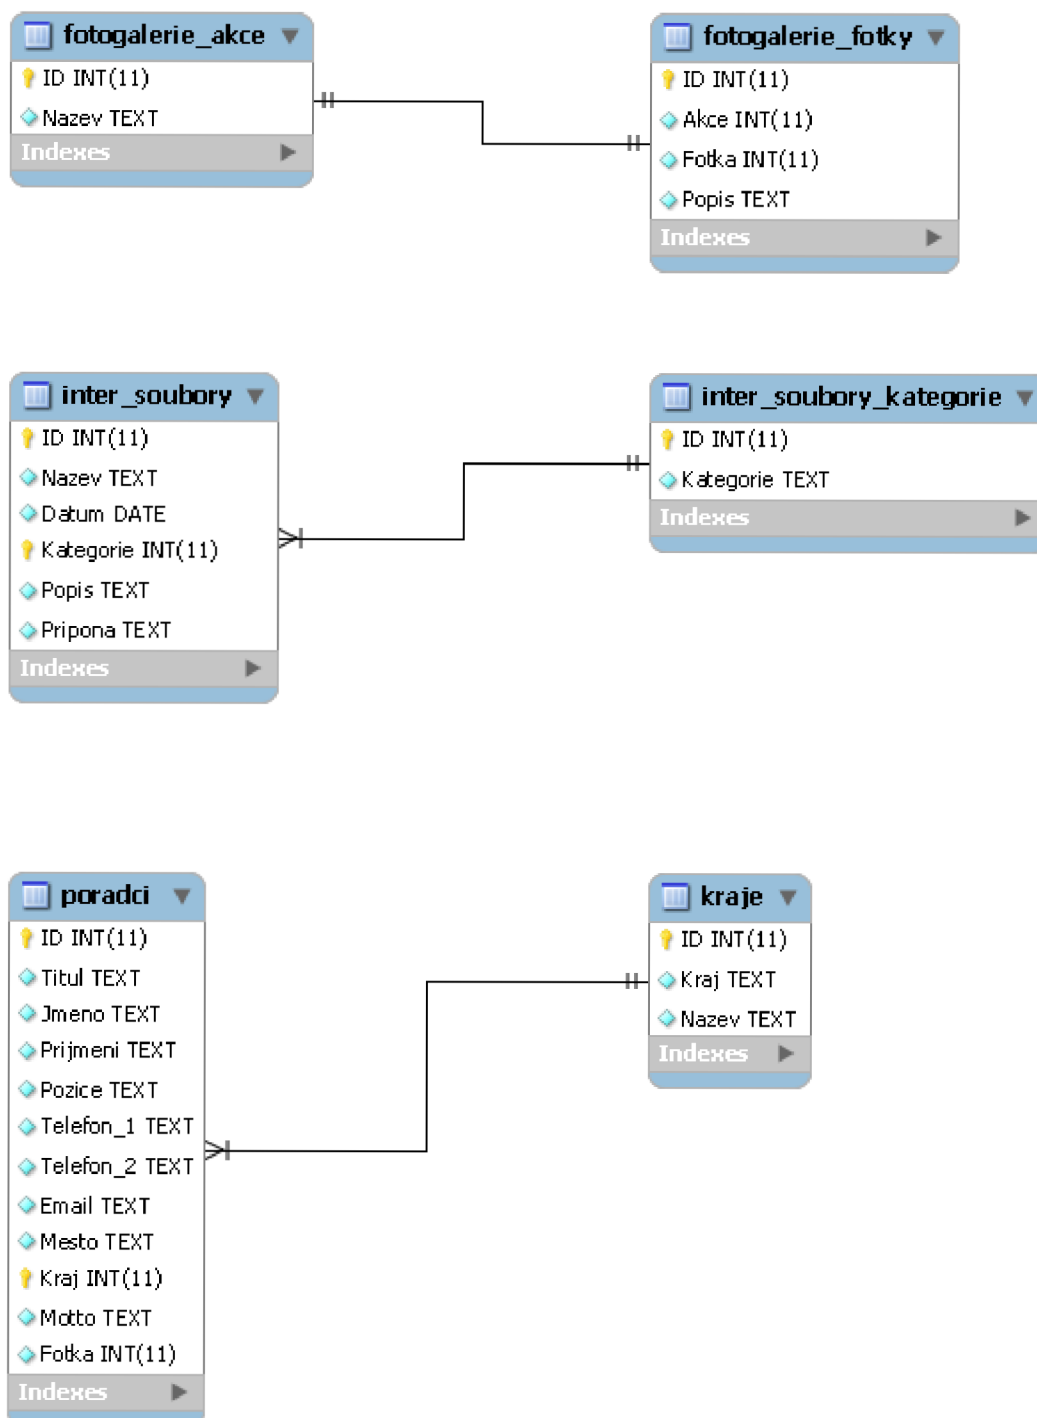 fotogalerie_akce
ID INT(11)
Nazev TEXT
Indexes
fotogalerie_fotky
ID INT(11)
Akce INT(11)
Fotka INT(11)
Popis TEXT
Indexes
inter_soubory
ID INT(11)
Nazev TEXT
Datum DATE
Kategorie INT(11)
Popis TEXT
Pripona TEXT
Indexes
inter_soubory_kategorie
ID INT(11)
Kategorie TEXT
Indexes
poradci
ID INT(11)
Titul TEXT
Jmeno TEXT
Prijmeni TEXT
Pozice TEXT
Telefon_1 TEXT
Telefon_2 TEXT
Email TEXT
Mesto TEXT
Kraj INT(11)
Motto TEXT
Fotka INT(11)
Indexes
kraje
ID INT(11)
Kraj TEXT
Nazev TEXT
Indexes